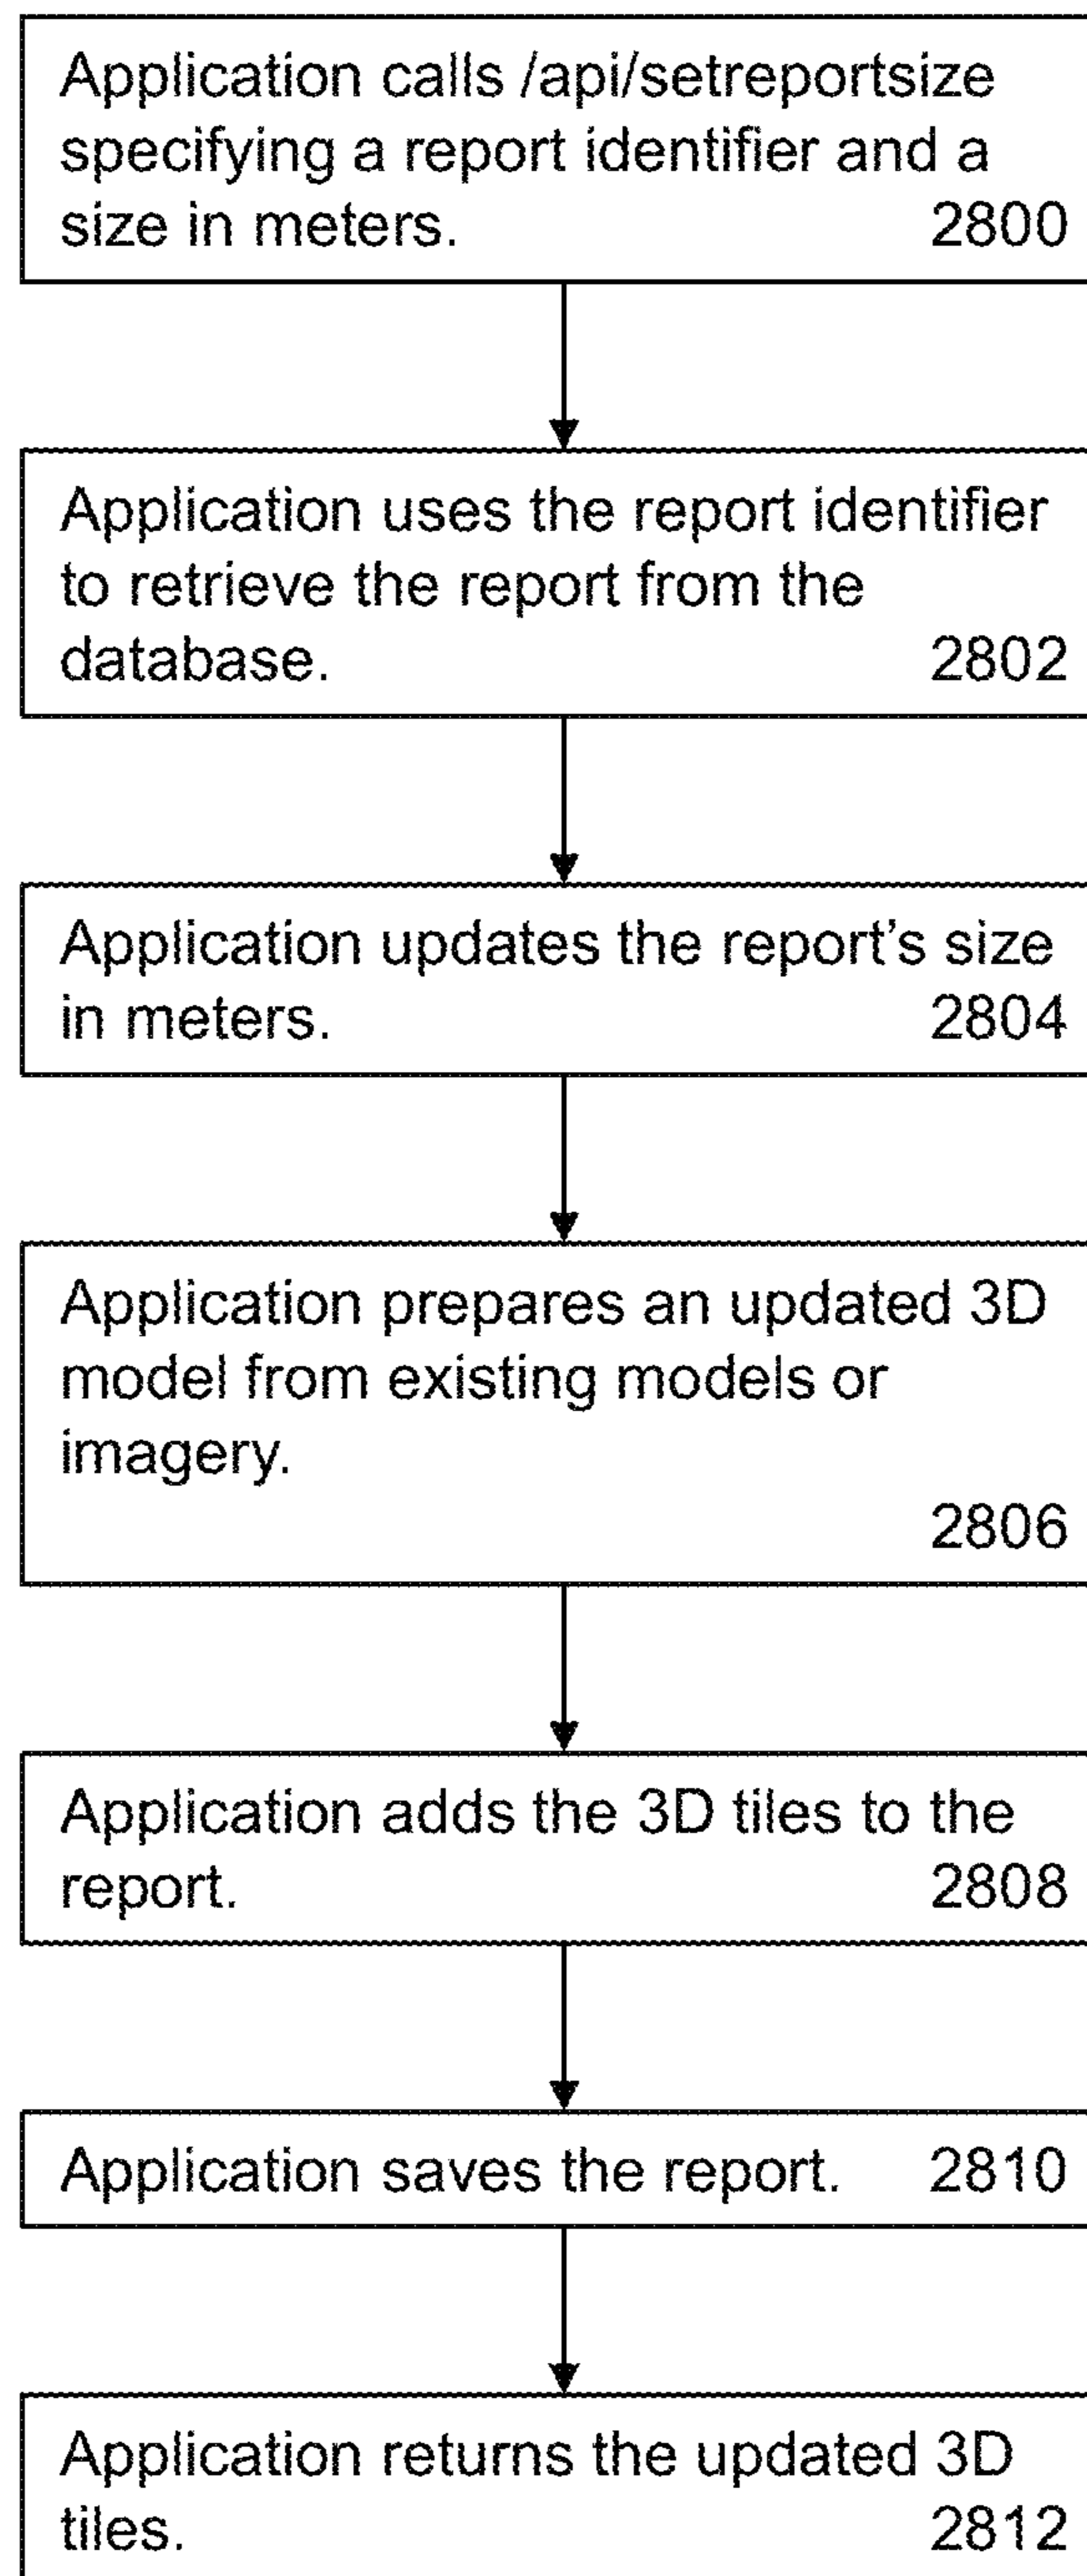 Application calls /api/setreportsize
specifying a report identifier and a
size in meters. 2800
Application uses the report identifier
to retrieve the report from the
database. 2802
Application updates the report’s size
in meters. 2804
Application prepares an updated 3D
model from existing models or
imagery.
2806
Application adds the 3D tiles to the
report. 2808
Application saves the report. 2810
Application returns the updated 3D
tiles. 2812